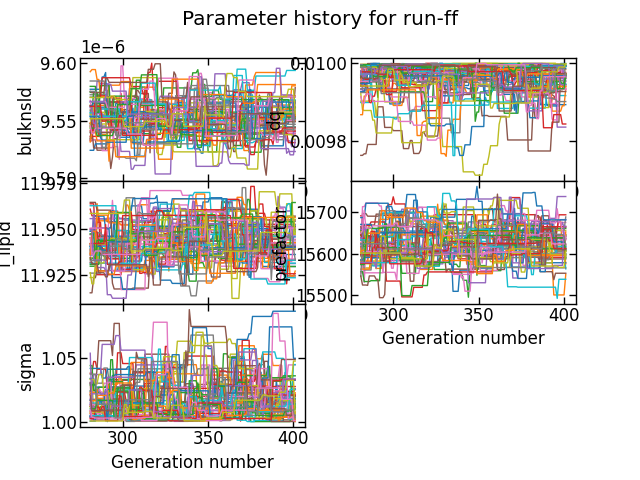 Parameter history for run-ff
1e−6
9.60
9.55
9.50
bulknsld
0.0100
0.0098
dq
11.975
11.950
11.925
l_lipid
15700
15600
15500
prefactor
300
350
400
Generation number
1.05
1.00
sigma
300
350
400
Generation number